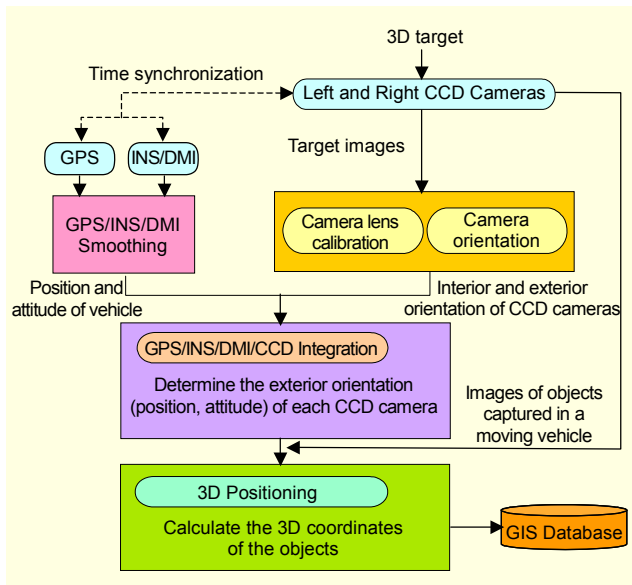 3D target
Time synchronization
Left and Right CCD Cameras
GPS
INS/DMI
Target images
GPS/INS/DMI
Smoothing
Camera lens
calibration
Camera
orientation
Position and
attitude of vehicle
Interior and exterior
orientation of CCD cameras
GPS/INS/DMI/CCD Integration
Determine the exterior orientation
(position, attitude) of each CCD camera
Images of objects
captured in a
moving vehicle
3D Positioning
Calculate the 3D coordinates
of the objects
GIS Database